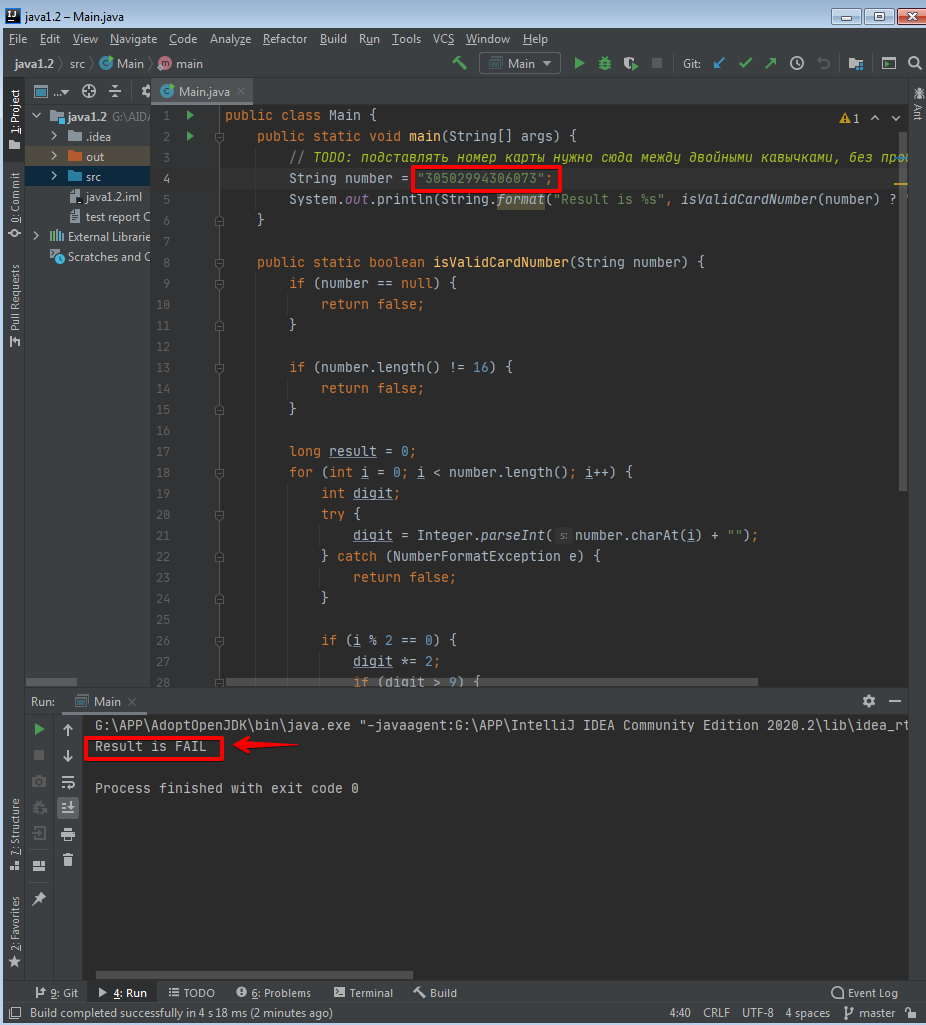 java1.2 – Main.java
File Edit View Navigate Code Analyze Refactor Build Run Tools VCS Window Help
java1.2 src Main main Main Git:
1: Project
0: Commit
Pull Requests
7: Structure
2: Favorites
Ant
java1.2 G:\AID
.idea
out
src
java1.2.iml
test report C
External Librarie
Scratches and C
Main.java
1
1 public class Main {
2 public static void main(String[] args) {
3 // TODO: подставлять номер карты нужно сюда между двойными кавычками, без про
4 String number = "30502994306073";
5 System.out.println(String.format("Result is %s", isValidCardNumber(number) ? "
6 }
7
8 public static boolean isValidCardNumber(String number) {
9 if (number == null) {
10 return false;
11 }
12
13 if (number.length() != 16) {
14 return false;
15 }
16
17 long result = 0;
18 for (int i = 0; i < number.length(); i++) {
19 int digit;
20 try {
21 digit = Integer.parseInt( s: number.charAt(i) + "");
22 } catch (NumberFormatException e) {
23 return false;
24 }
25
26 if (i % 2 == 0) {
27 digit *= 2;
28 if (digit > 9) {
Run: Main
G:\APP\AdoptOpenJDK\bin\java.exe "-javaagent:G:\APP\IntelliJ IDEA Community Edition 2020.2\lib\idea_rt
Result is FAIL
Process finished with exit code 0
9: Git 4: Run TODO 6: Problems Terminal Build Event Log
Build completed successfully in 4 s 18 ms (2 minutes ago) 4:40 CRLF UTF-8 4 spaces master